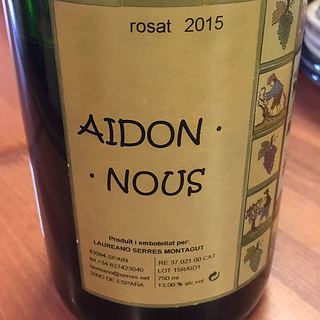 rosat 2015
AIDON ·
· NOUS
Produït i embotellat per:
LAUREANO SERRES MONTAGUT
43594-SPAIN
tel +34 627423040
laureano@serres.net
VINO DE ESPAÑA
RE 37.021 00 CAT
LOT 15RAID1
750 ml
13,00 % alc.vol